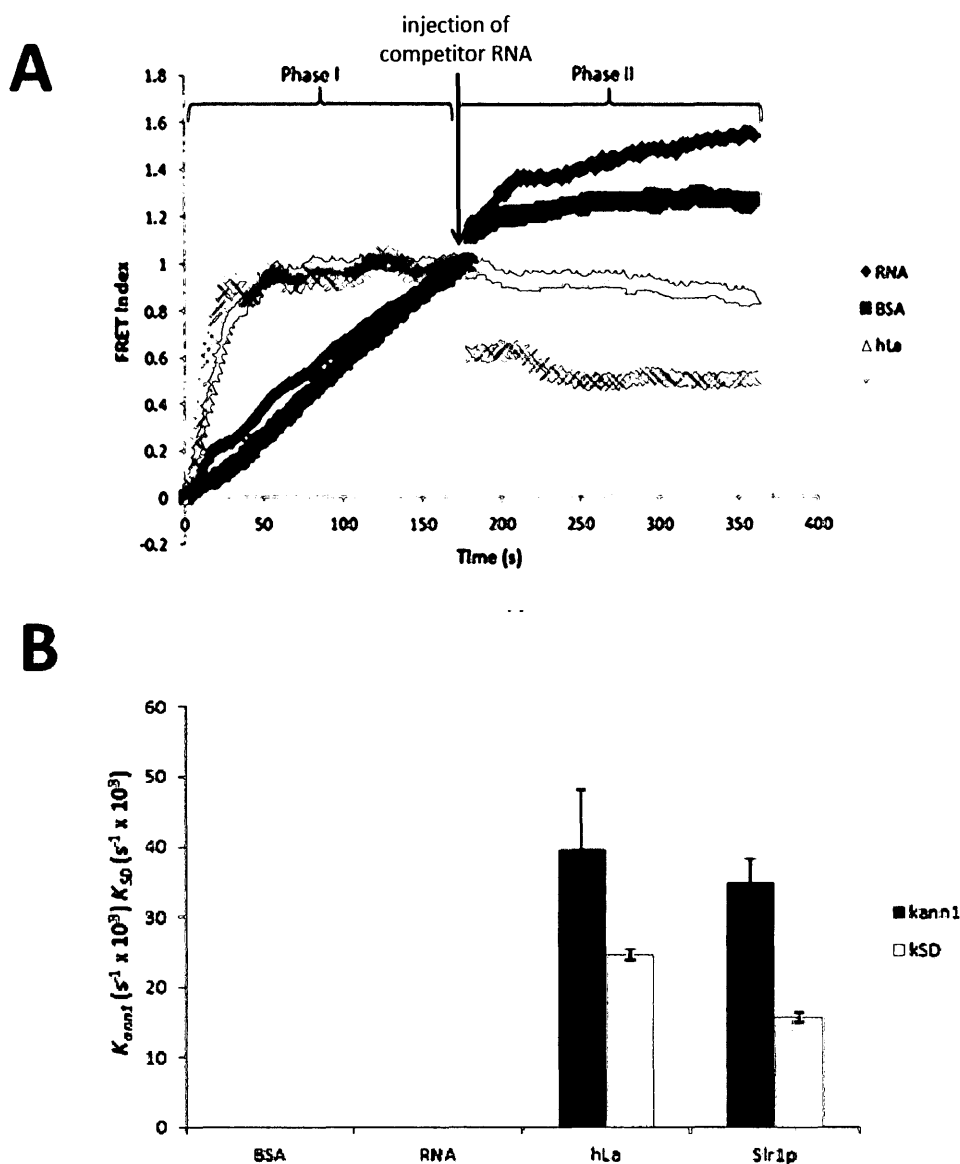 A
injection of
competitor RNA
Phase I
Phase II
1.8
1.6
1.4
1.2
1
0.8
0.6
0.4
0.2
0
-0.2
FRET Index
0
50
100
150
200
250
300
350
400
Time (s)
RNA
BSA
hLa
B
60
50
40
30
20
10
0
Kann1 (s-1 x 10³) KSD (s-1 x 10³)
BSA
RNA
hLa
Slr1p
kann1
kSD